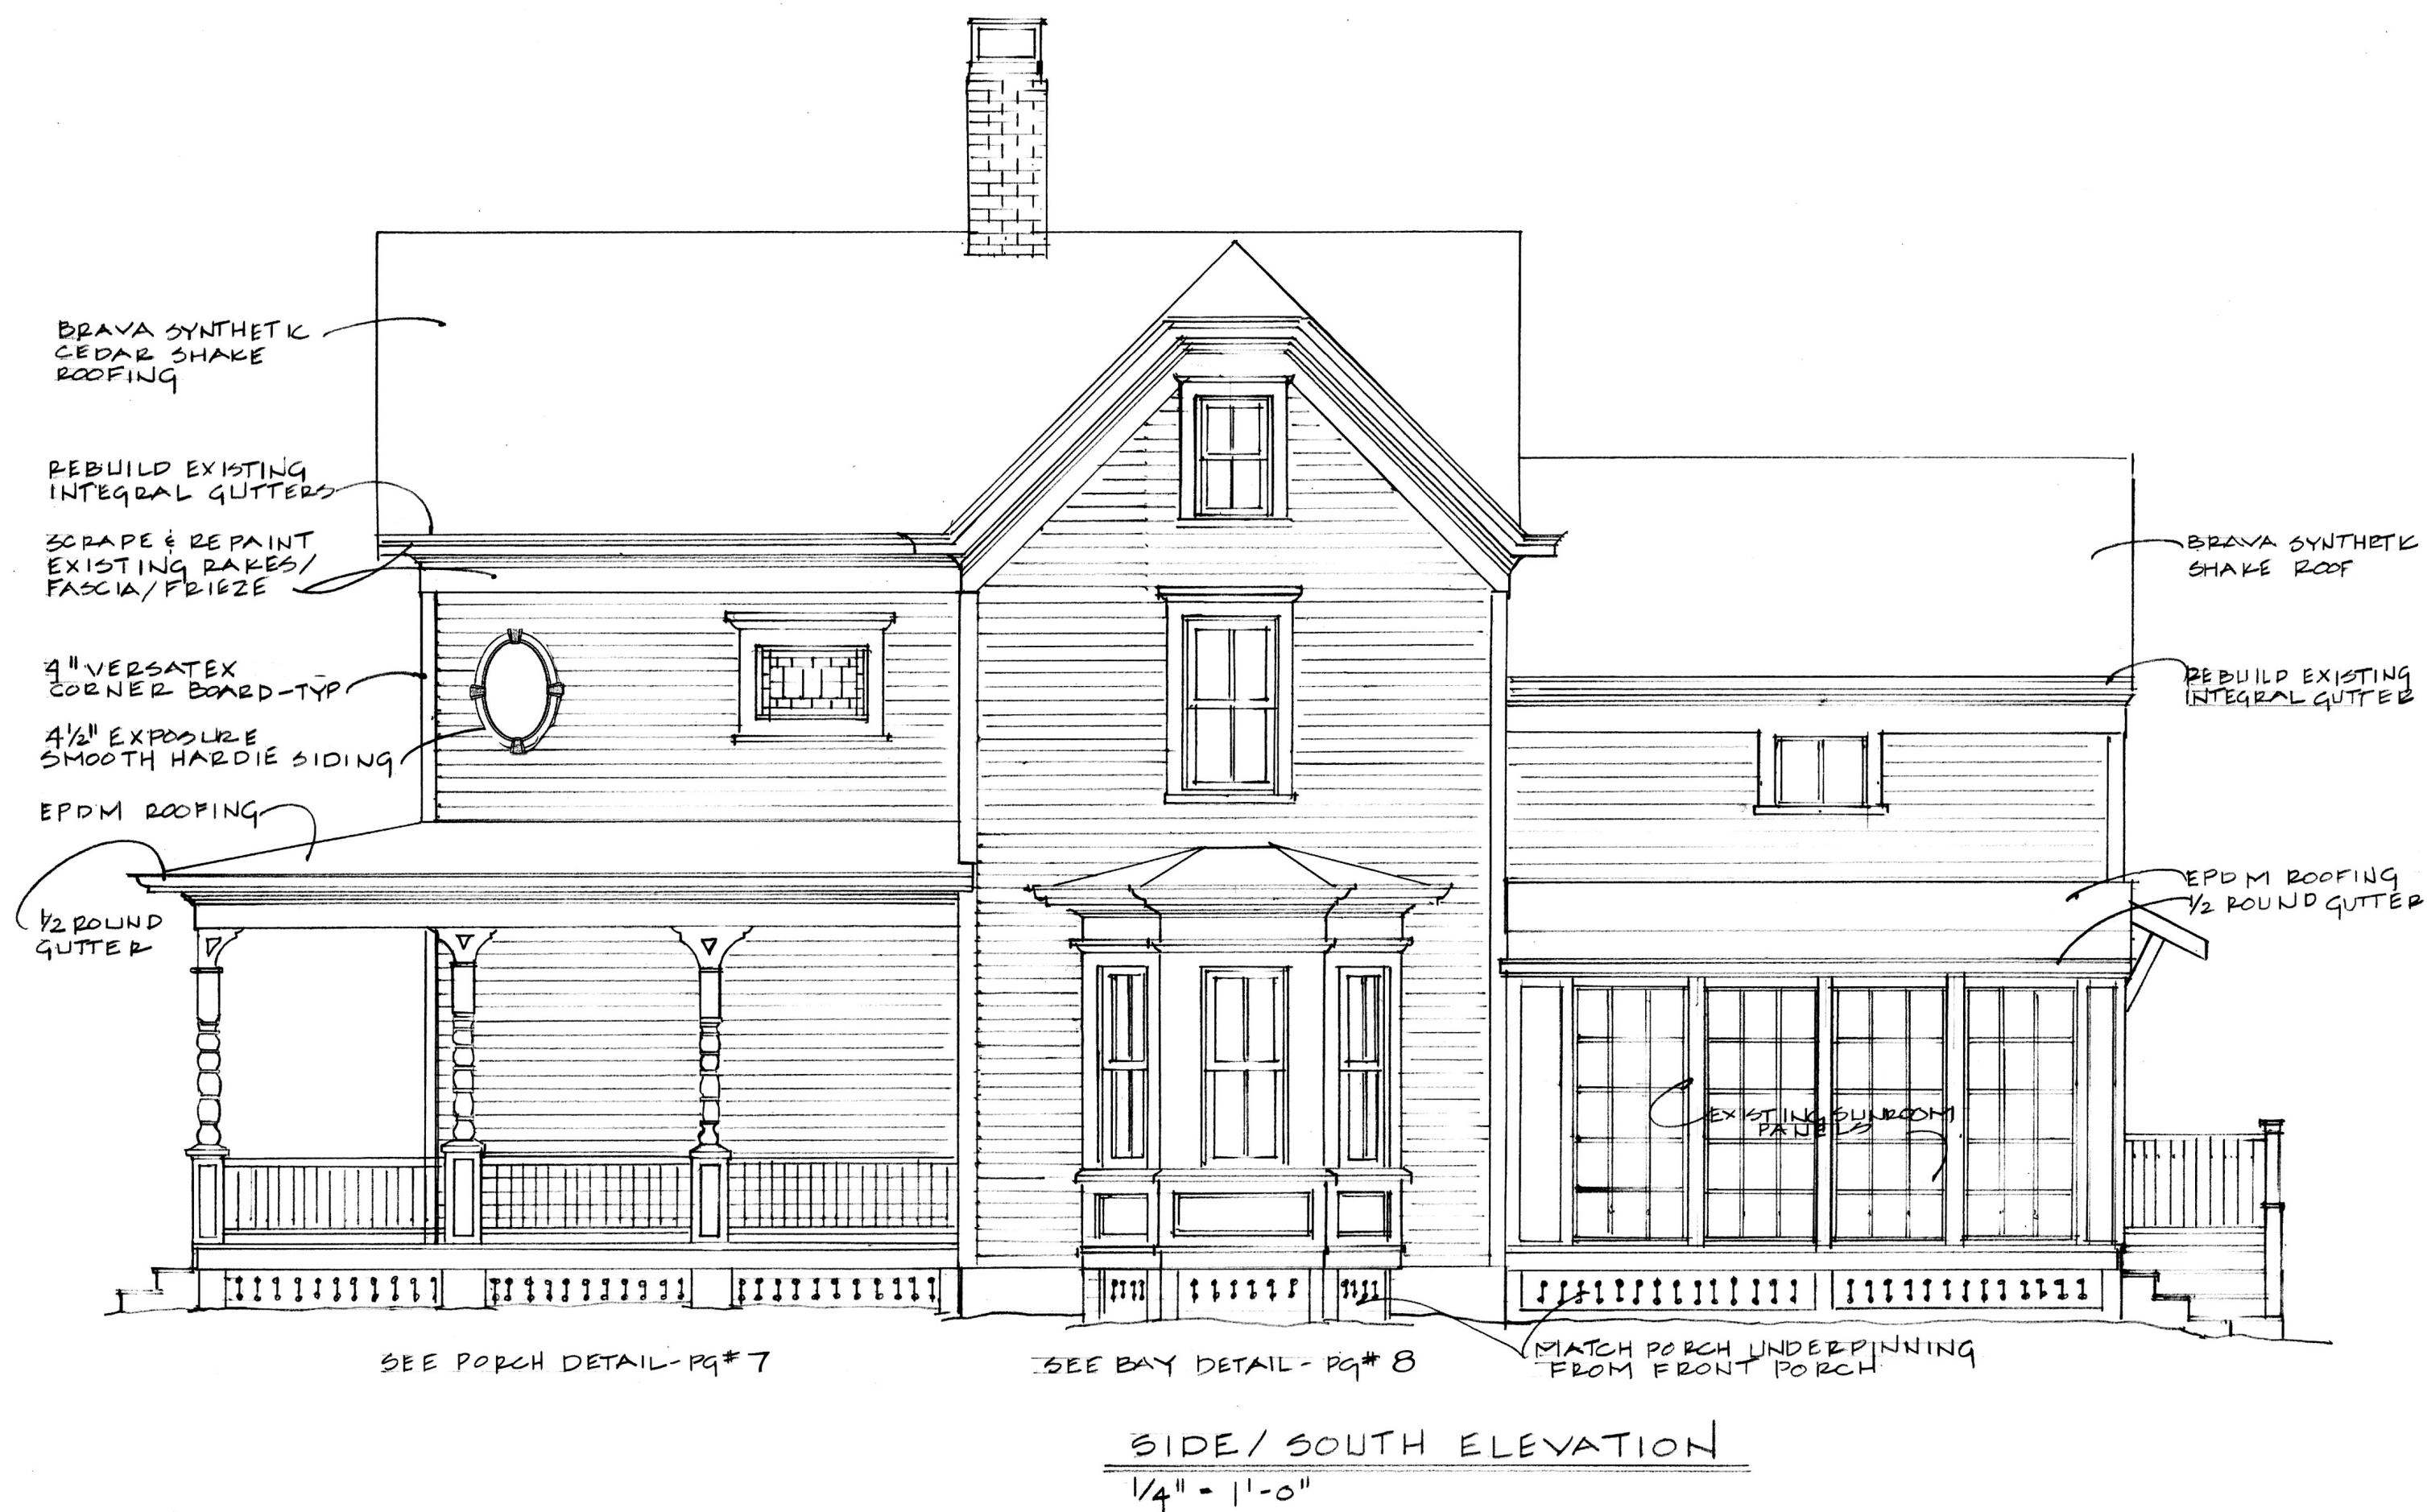 BRAVA SYNTHETIC
CEDAR SHAKE
ROOFING
REBUILD EXISTING
INTEGRAL GUTTERS
SCRAPE & REPAINT
EXISTING RAKES/
FASCIA/FRIEZE
4" VERSATEX
CORNER BOARD-TYP
4½" EXPOSURE
SMOOTH HARDIE SIDING
EPDM ROOFING
½ ROUND
GUTTER
BRAVA SYNTHETIC
SHAKE ROOF
REBUILD EXISTING
INTEGRAL GUTTER
EPDM ROOFING
½ ROUND GUTTER
EXISTING SUNROOM
PANELS
SEE PORCH DETAIL-PG#7
SEE BAY DETAIL - PG# 8
MATCH PORCH UNDERPINNING
FROM FRONT PORCH
SIDE/ SOUTH ELEVATION
1/4" = 1'-0"